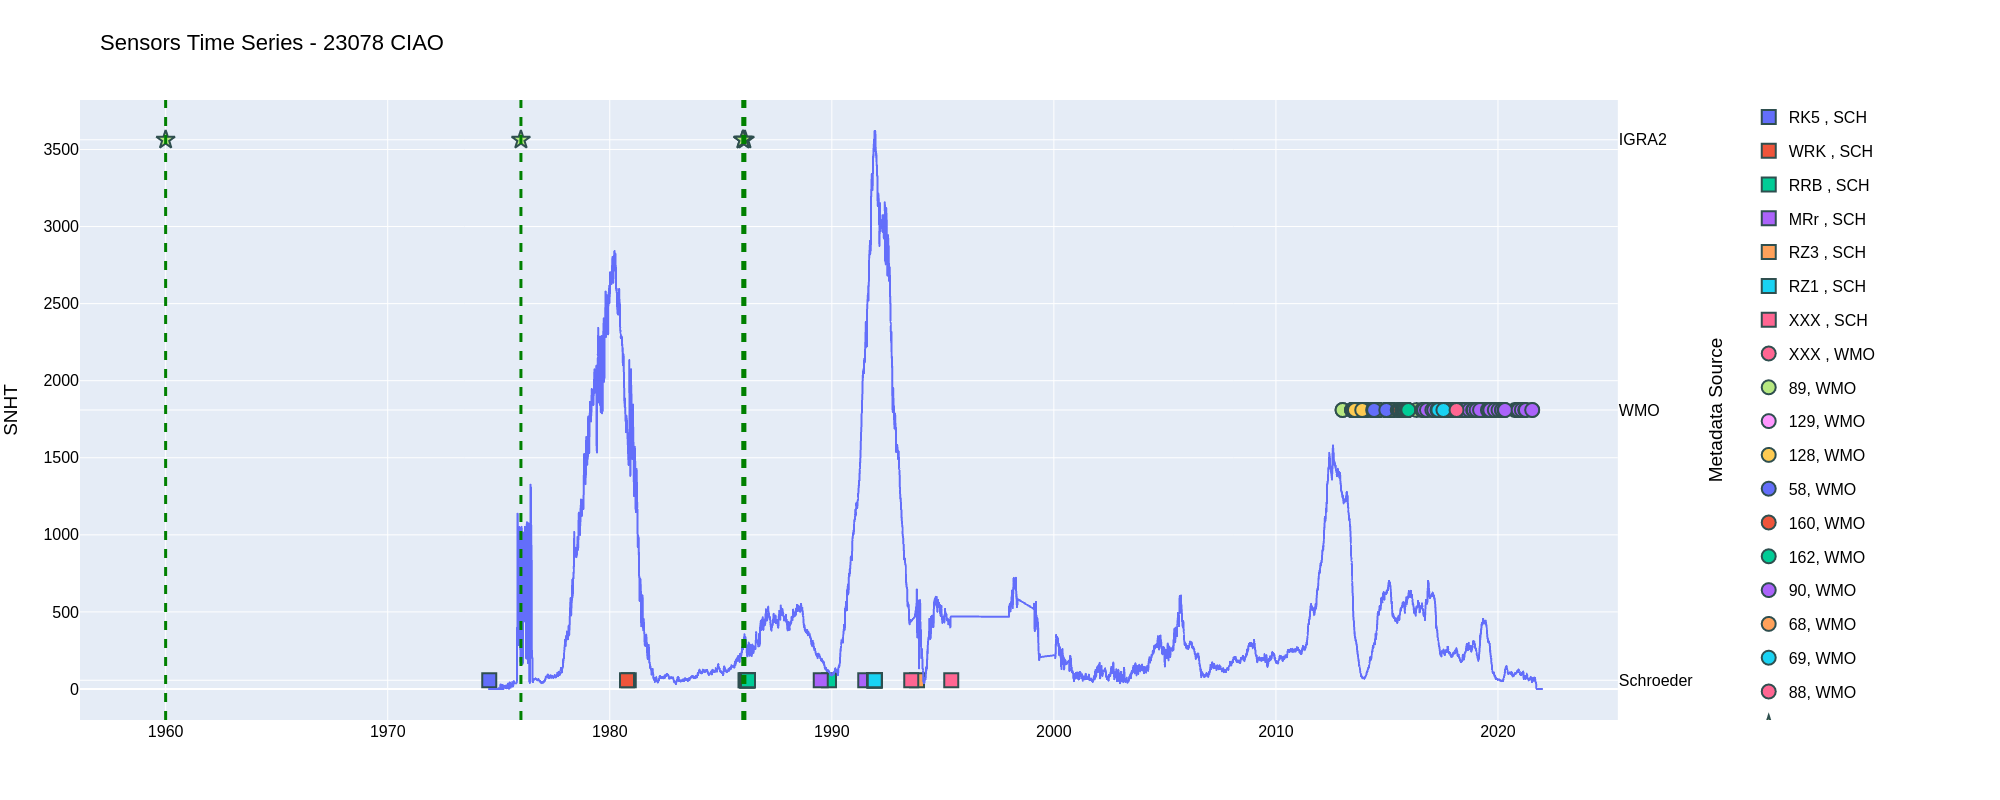 Sensors Time Series - 23078 CIAO
SNHT
3500
3000
2500
2000
1500
1000
500
0
1960
1970
1980
1990
2000
2010
2020
IGRA2
WMO
Schroeder
Metadata Source
RK5 , SCH
WRK , SCH
RRB , SCH
MRr , SCH
RZ3 , SCH
RZ1 , SCH
XXX , SCH
XXX , WMO
89, WMO
129, WMO
128, WMO
58, WMO
160, WMO
162, WMO
90, WMO
68, WMO
69, WMO
88, WMO